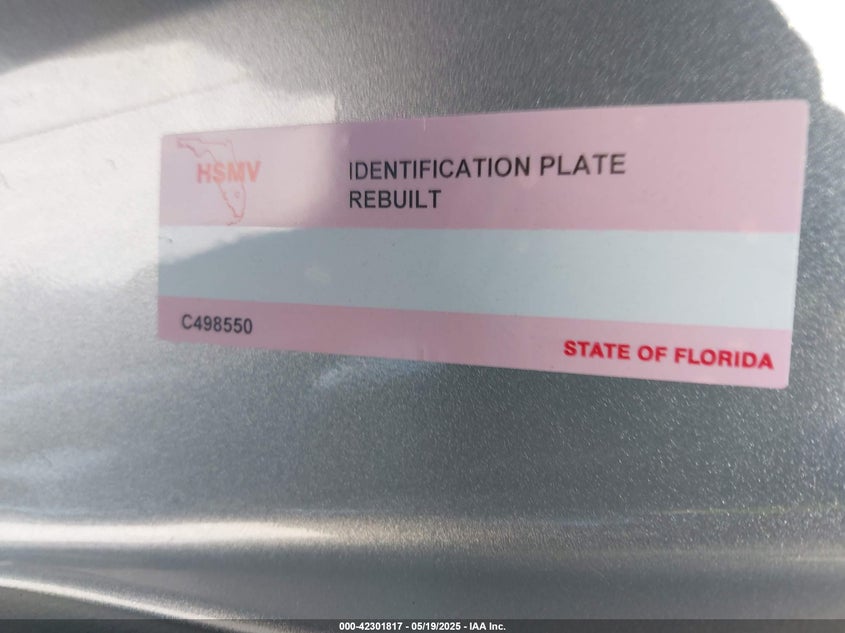 HSMV
IDENTIFICATION PLATE
REBUILT
C498550
STATE OF FLORIDA
000-42301817 - 05/19/2025 - IAA Inc.